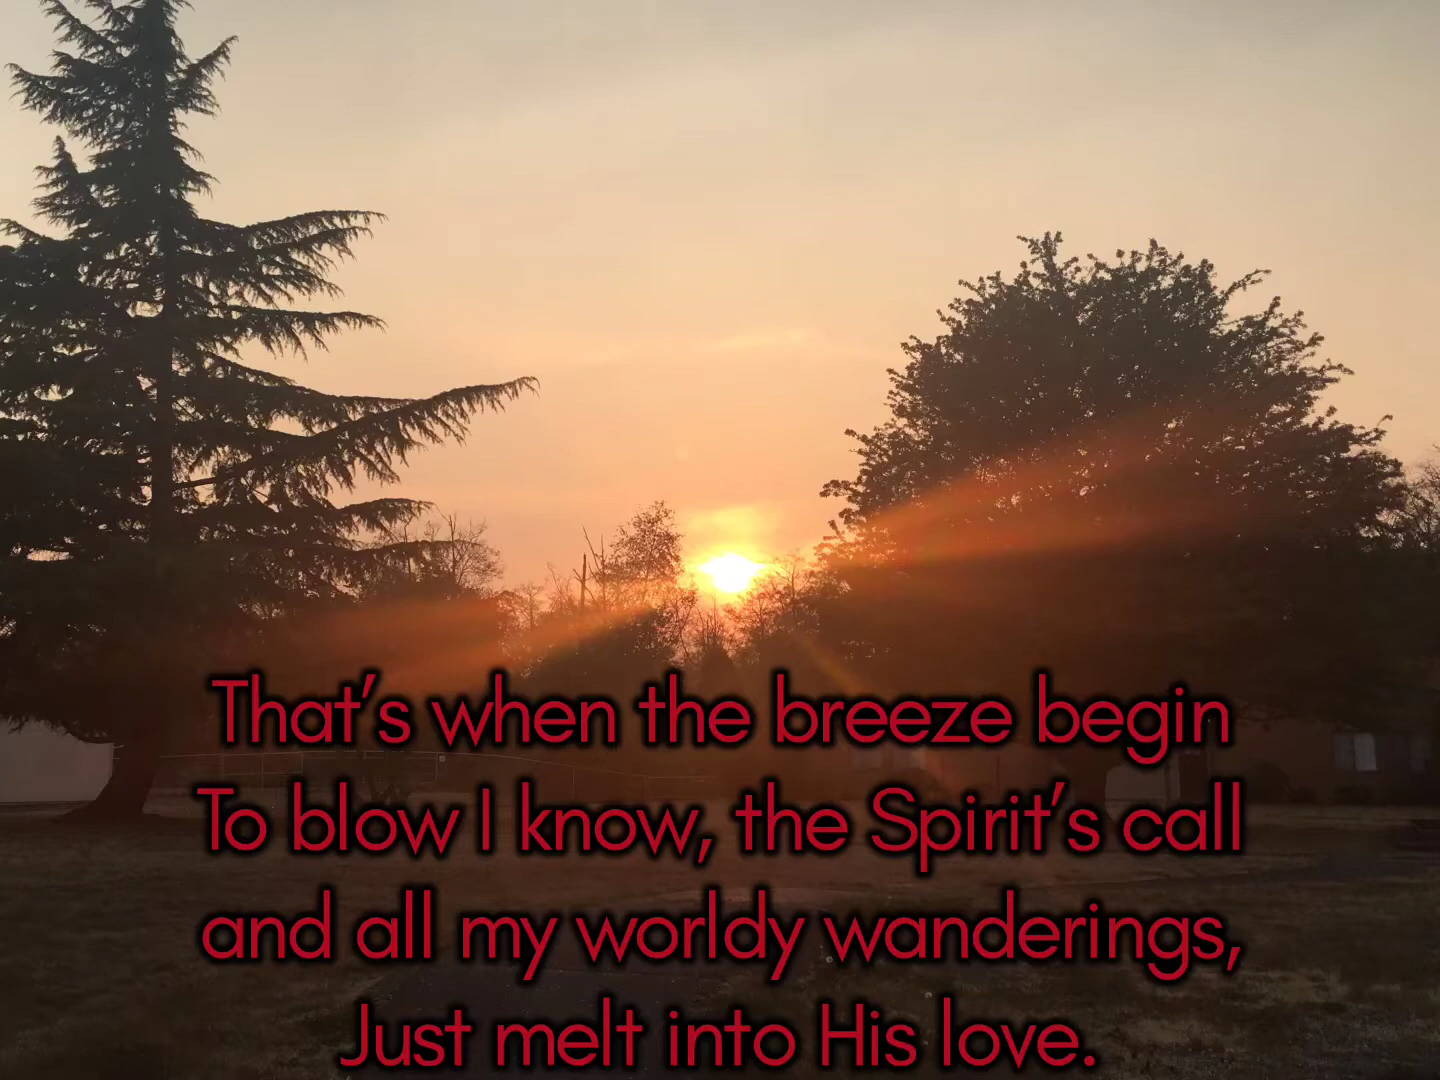 That's when the breeze begin
To blow I know, the Spirit's call
and all my worldy wanderings,
Just melt into His love.